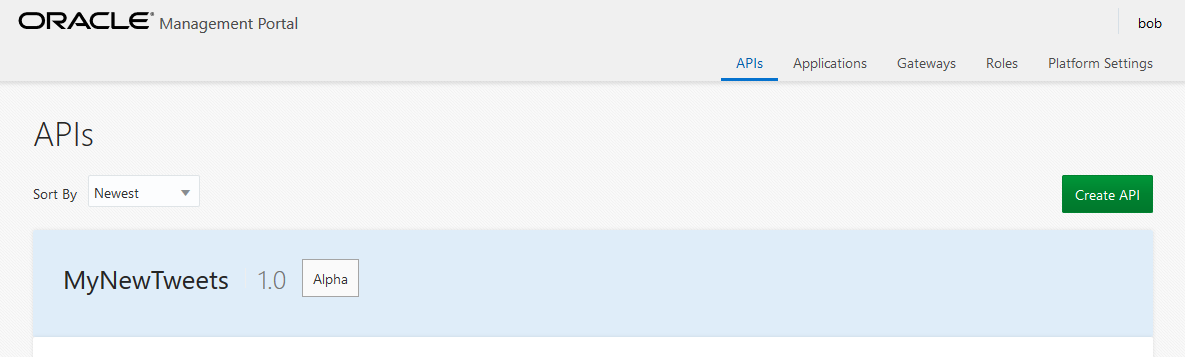 ORACLE® Management Portal
bob
APIs Applications Gateways Roles Platform Settings
APIs
Sort By Newest
Create API
MyNewTweets 1.0 Alpha